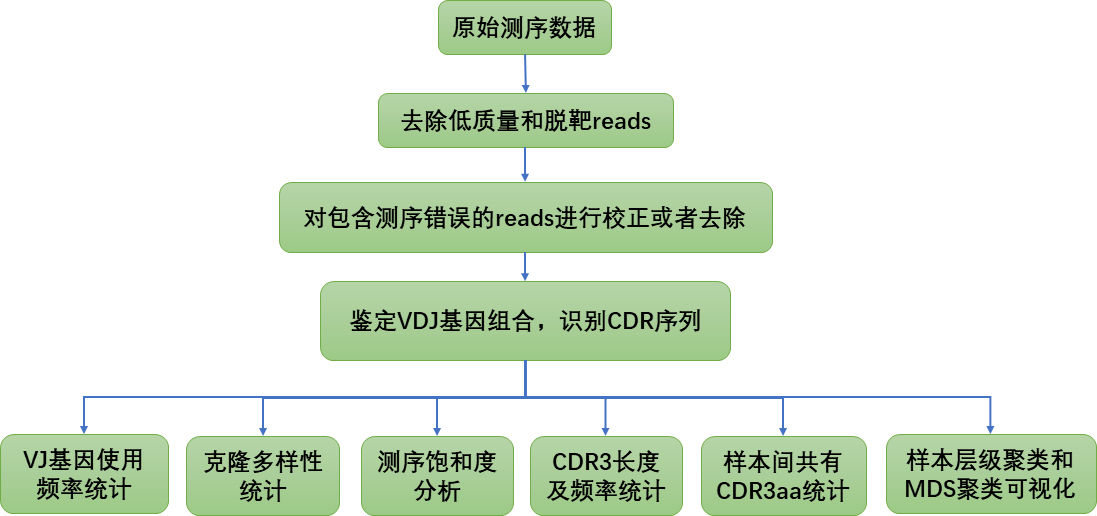 原始测序数据
去除低质量和脱靶reads
对包含测序错误的reads进行校正或者去除
鉴定VDJ基因组合，识别CDR序列
VJ基因使用
频率统计
克隆多样性
统计
测序饱和度
分析
CDR3长度
及频率统计
样本间共有
CDR3aa统计
样本层级聚类和
MDS聚类可视化